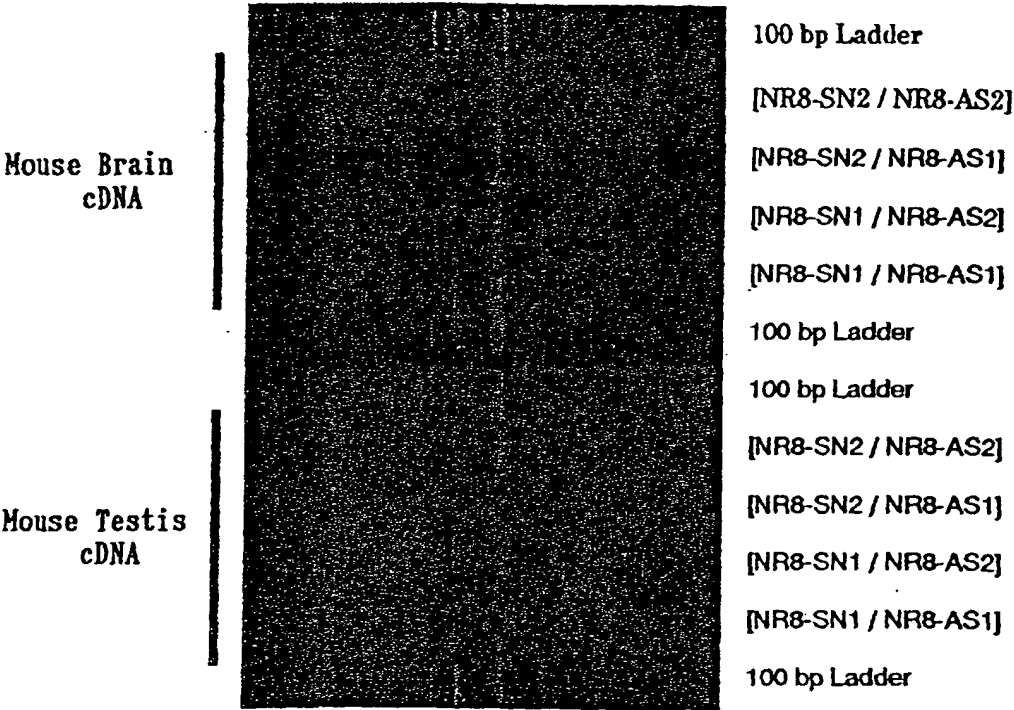 100 bp Ladder
[NR8-SN2 / NR8-AS2]
[NR8-SN2 / NR8-AS1]
[NR8-SN1 / NR8-AS2]
[NR8-SN1 / NR8-AS1]
100 bp Ladder
100 bp Ladder
[NR8-SN2 / NR8-AS2]
[NR8-SN2 / NR8-AS1]
[NR8-SN1 / NR8-AS2]
[NR8-SN1 / NR8-AS1]
100 bp Ladder
Mouse Brain
cDNA
Mouse Testis
cDNA